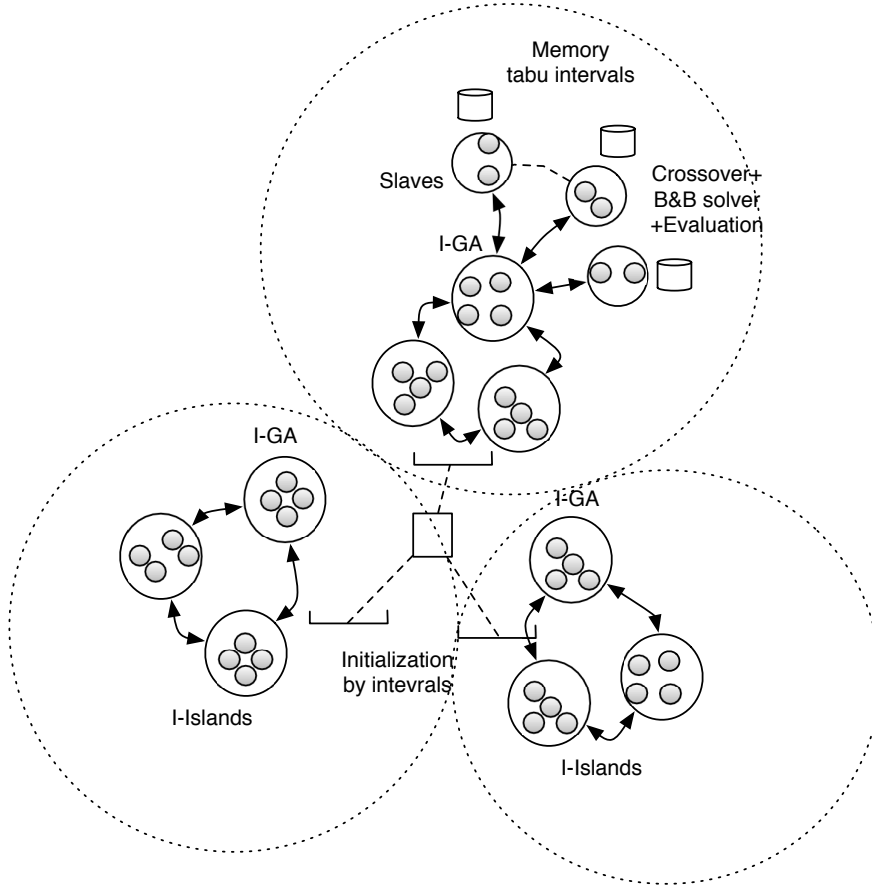 Memory
tabu intervals
Slaves
Crossover+
B&B solver
+Evaluation
I-GA
I-GA
I-GA
Initialization
by intevrals
I-Islands
I-Islands